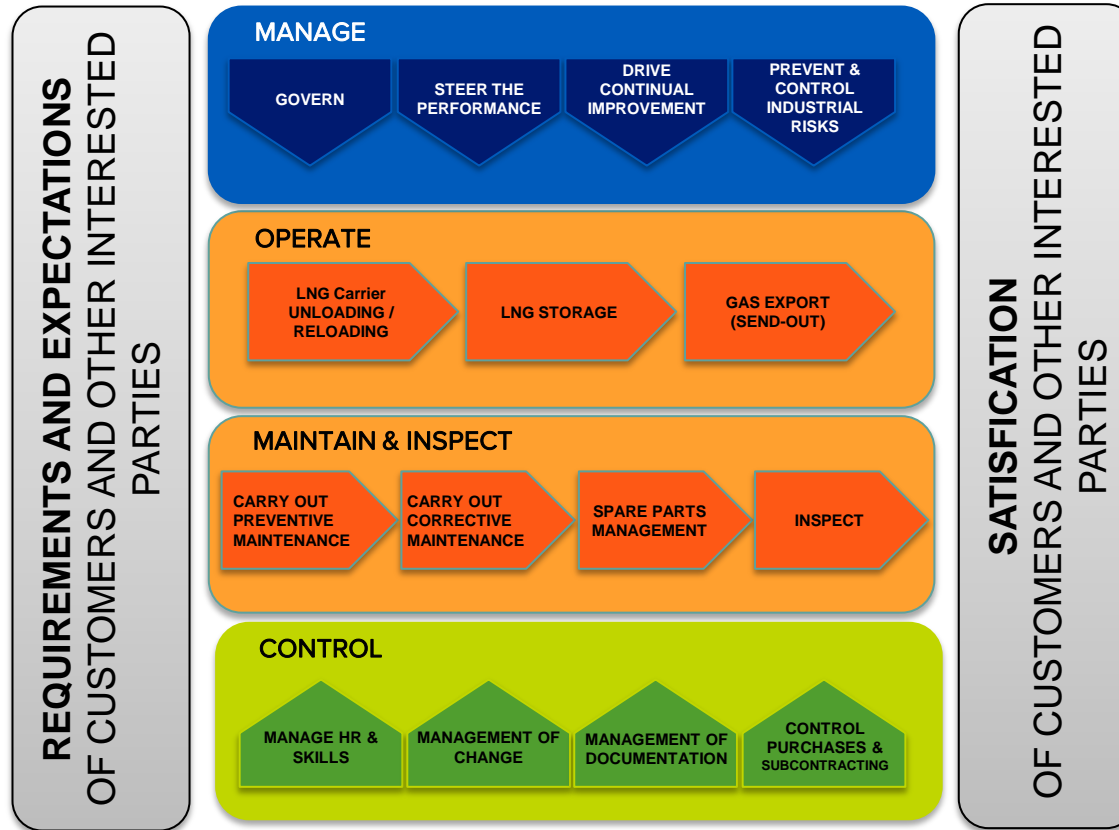 REQUIREMENTS AND EXPECTATIONS
OF CUSTOMERS AND OTHER INTERESTED
PARTIES
MANAGE
GOVERN
STEER THE
PERFORMANCE
DRIVE
CONTINUAL
IMPROVEMENT
PREVENT &
CONTROL
INDUSTRIAL
RISKS
OPERATE
LNG Carrier
UNLOADING /
RELOADING
LNG STORAGE
GAS EXPORT
(SEND-OUT)
MAINTAIN & INSPECT
CARRY OUT
PREVENTIVE
MAINTENANCE
CARRY OUT
CORRECTIVE
MAINTENANCE
SPARE PARTS
MANAGEMENT
INSPECT
CONTROL
MANAGE HR &
SKILLS
MANAGEMENT OF
CHANGE
MANAGEMENT OF
DOCUMENTATION
CONTROL
PURCHASES &
SUBCONTRACTING
SATISFICATION
OF CUSTOMERS AND OTHER INTERESTED
PARTIES